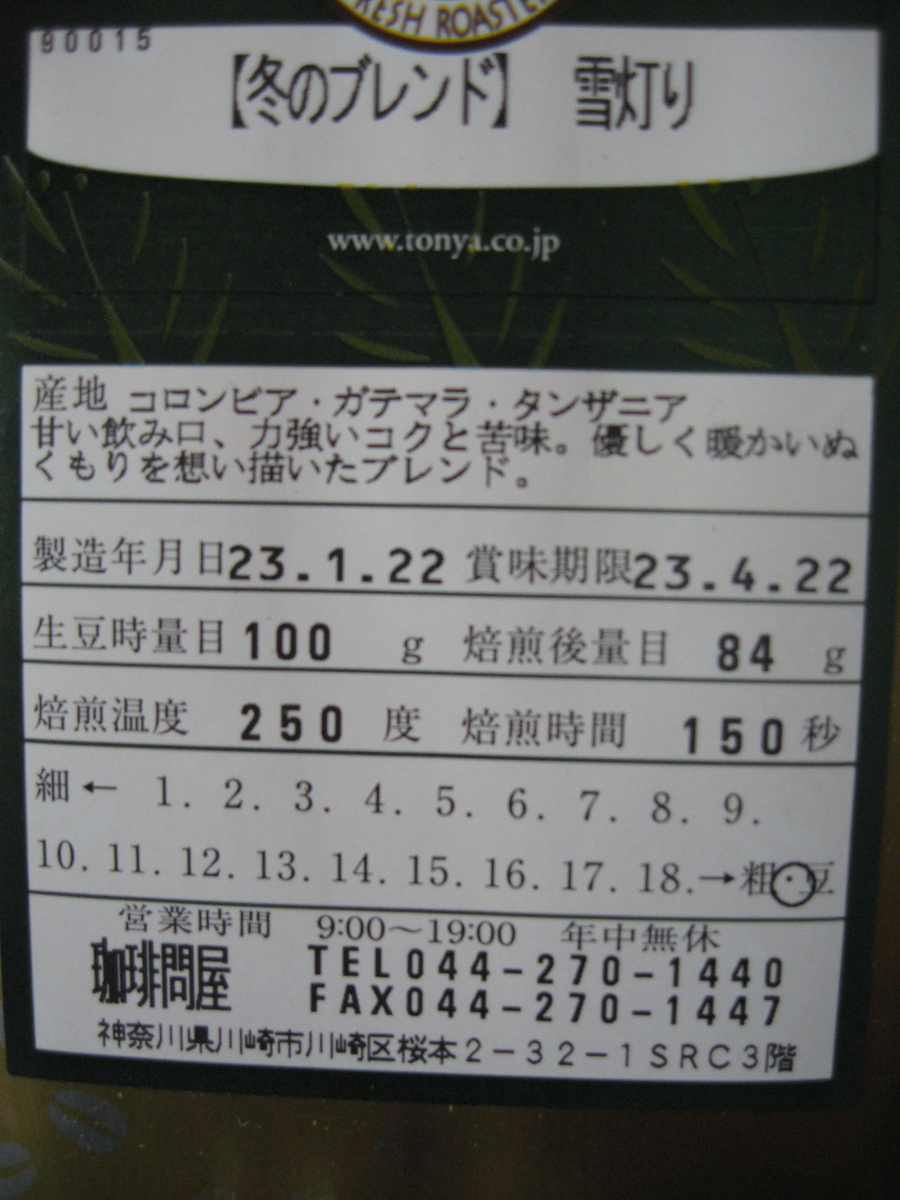 FRESH ROASTE
90015
【冬のブレンド】 雪灯り
www.tonya.co.jp
産地 コロンビア・ガテマラ・タンザニア
甘い飲み口、力強いコクと苦味。優しく暖かいぬ
くもりを想い描いたブレンド。
製造年月日23.1.22 賞味期限23.4.22
生豆時量目 100 g 焙煎後量目 84 g
焙煎温度 250 度 焙煎時間 150 秒
細← 1. 2. 3. 4. 5. 6. 7. 8. 9.
10. 11. 12. 13. 14. 15. 16. 17. 18.→粗・豆
営業時間 9:00〜19:00 年中無休
珈琲問屋 TEL044-270-1440
FAX044-270-1447
神奈川県川崎市川崎区桜本2-32-1SRC3階